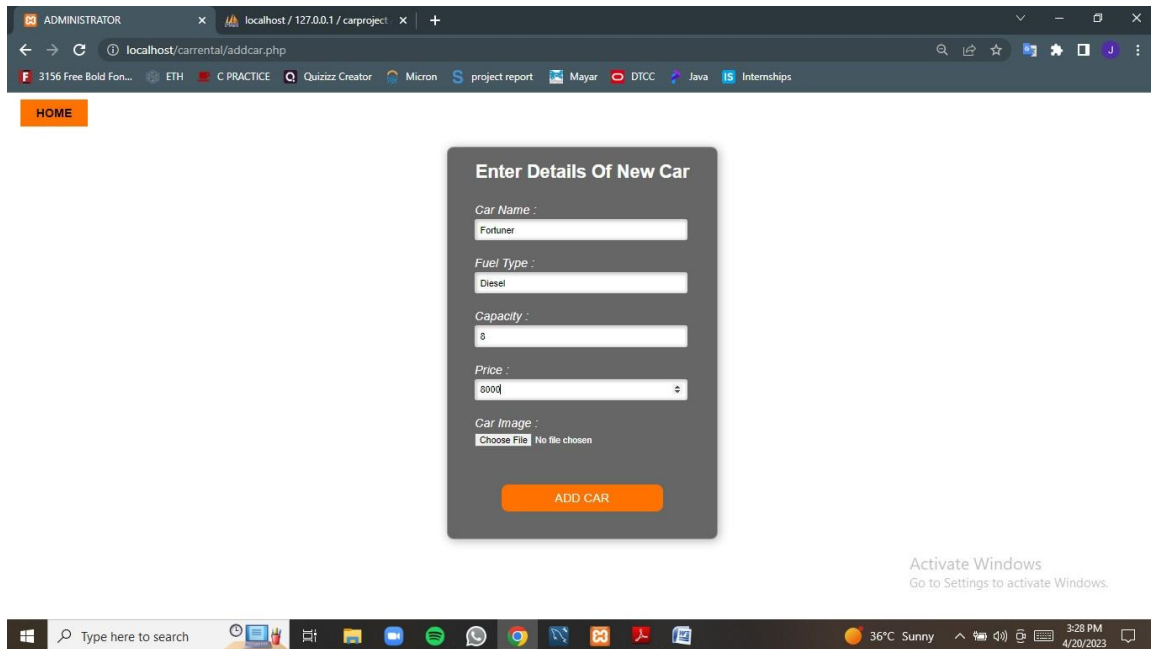 ADMINISTRATOR
localhost / 127.0.0.1 / carproject
localhost/carrental/addcar.php
3156 Free Bold Fon... ETH C PRACTICE Quizizz Creator Micron project report Mayar DTCC Java Internships
HOME
Enter Details Of New Car
Car Name :
Fortuner
Fuel Type :
Diesel
Capacity :
8
Price :
8000
Car Image :
Choose File No file chosen
ADD CAR
Activate Windows
Go to Settings to activate Windows.
Type here to search
36°C Sunny
3:28 PM
4/20/2023